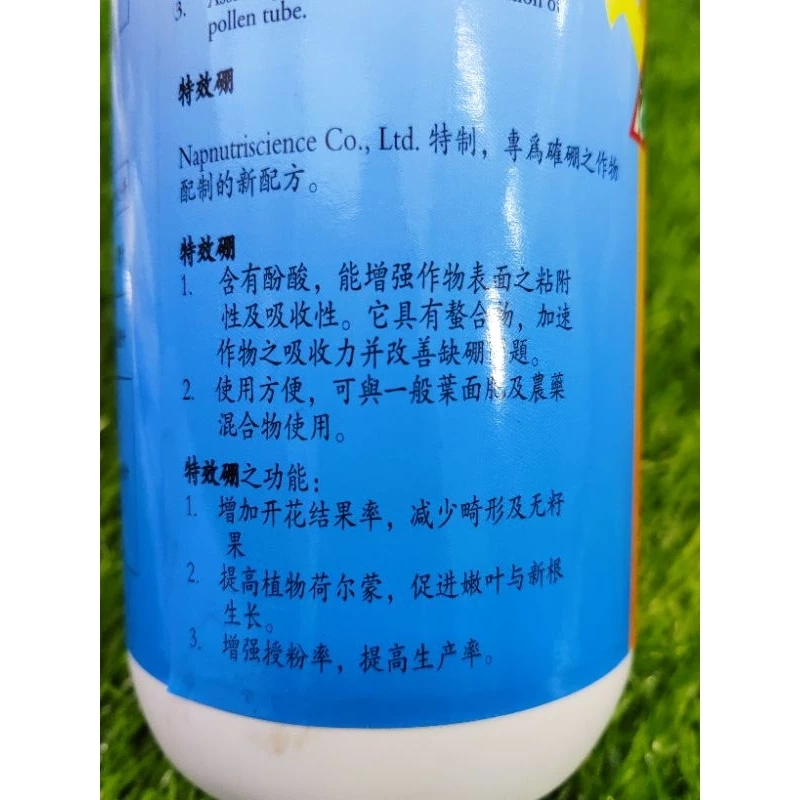 3.
pollen tube.
特效硼
Napnutriscience Co., Ltd. 特制，專爲確硼之作物
配制的新配方。
特效硼
1. 含有酚酸，能增强作物表面之粘附
性及吸收性。它具有螯合物，加速
作物之吸收力并改善缺硼題。
2. 使用方便，可與一般葉面肥及農藥
混合物使用。
特效硼之功能：
1. 增加开花结果率，减少畸形及无籽
果
2. 提高植物荷尔蒙，促进嫩叶与新根
生长。
3. 增强授粉率，提高生产率。